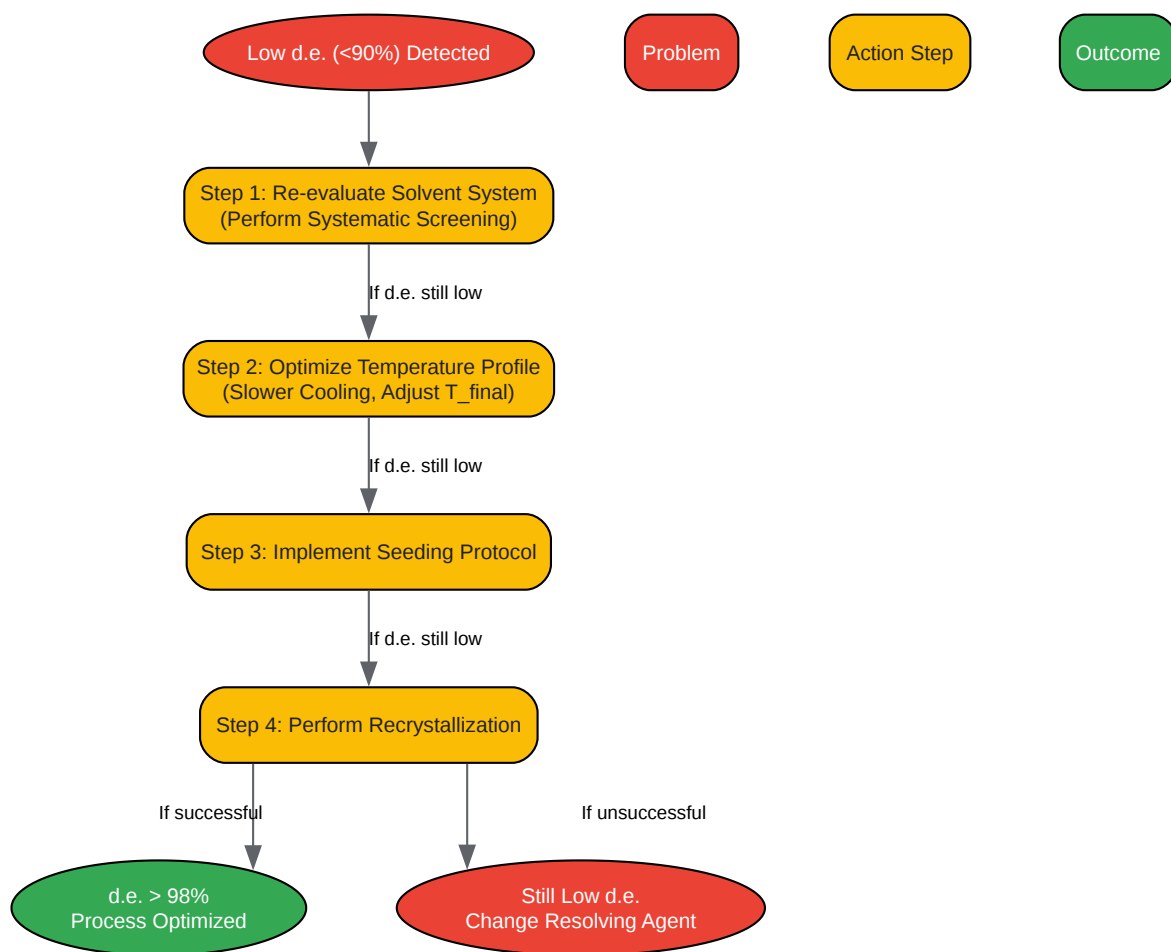 Low d.e. (<90%) Detected
Problem
Action Step
Outcome
Step 1: Re-evaluate Solvent System
(Perform Systematic Screening)
If d.e. still low
Step 2: Optimize Temperature Profile
(Slower Cooling, Adjust T_final)
If d.e. still low
Step 3: Implement Seeding Protocol
If d.e. still low
Step 4: Perform Recrystallization
If successful
If unsuccessful
d.e. > 98%
Process Optimized
Still Low d.e.
Change Resolving Agent